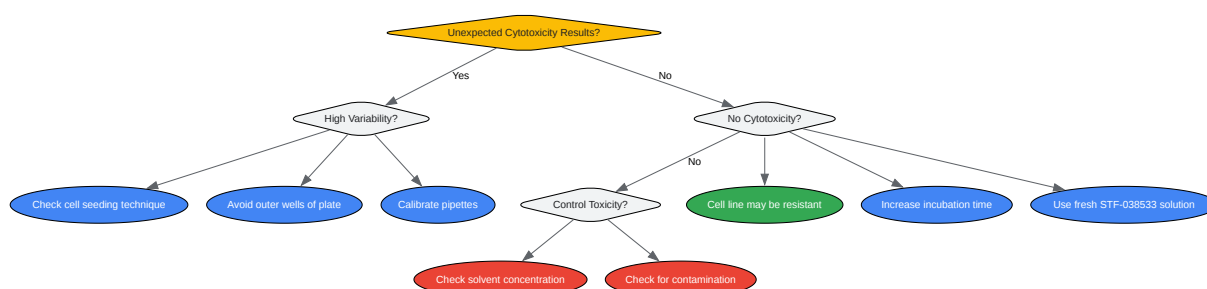 Unexpected Cytotoxicity Results?
Yes
No
High Variability?
No Cytotoxicity?
No
Check cell seeding technique
Avoid outer wells of plate
Calibrate pipettes
Control Toxicity?
Cell line may be resistant
Increase incubation time
Use fresh STF-038533 solution
Check solvent concentration
Check for contamination